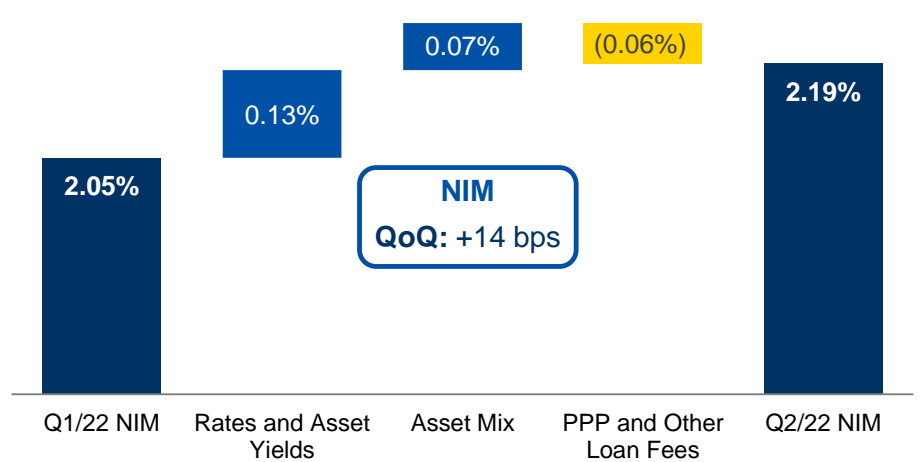 0.07%
(0.06%)
2.19%
0.13%
2.05%
NIM
QoQ: +14 bps
Q1/22 NIM
Rates and Asset
Yields
Asset Mix
PPP and Other
Loan Fees
Q2/22 NIM